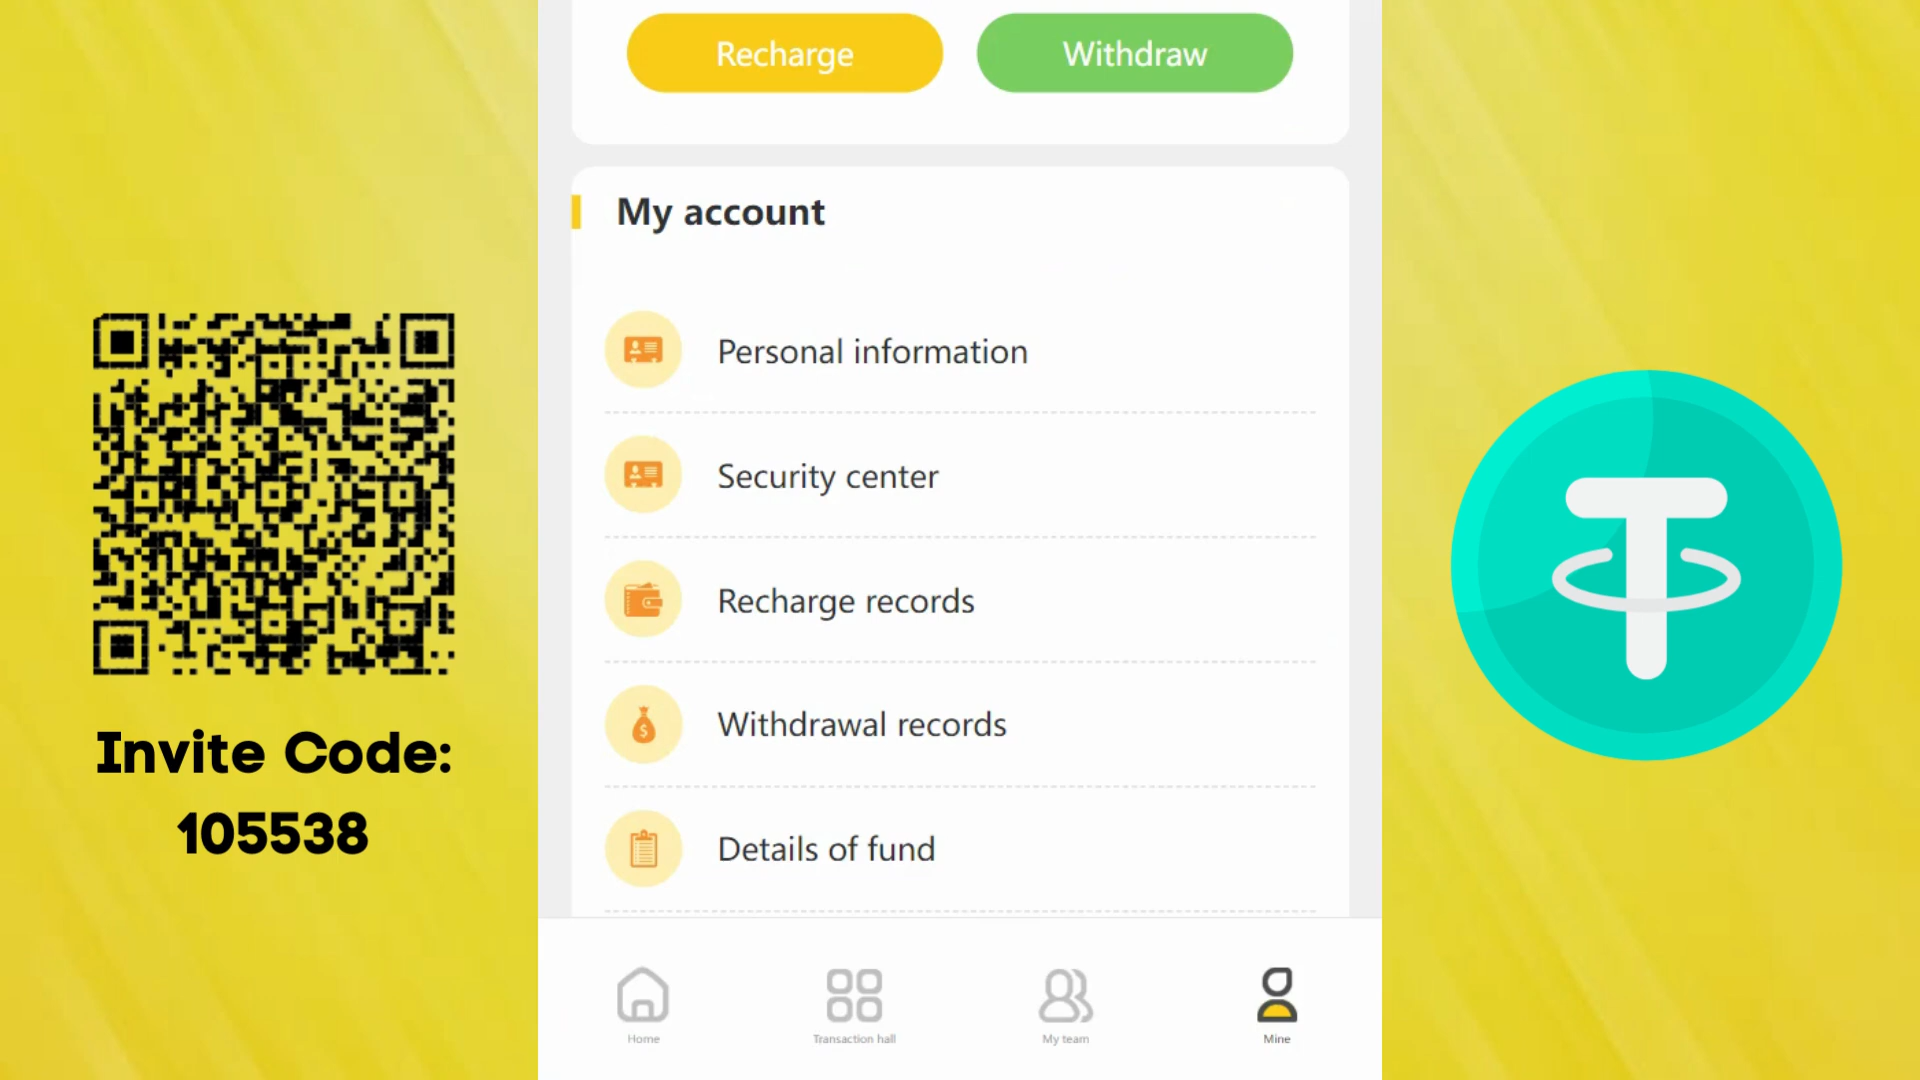 Recharge
Withdraw
My account
Personal information
Security center
Recharge records
Withdrawal records
Details of fund
Invite Code:
105538
Home
Transaction hall
My team
Mine